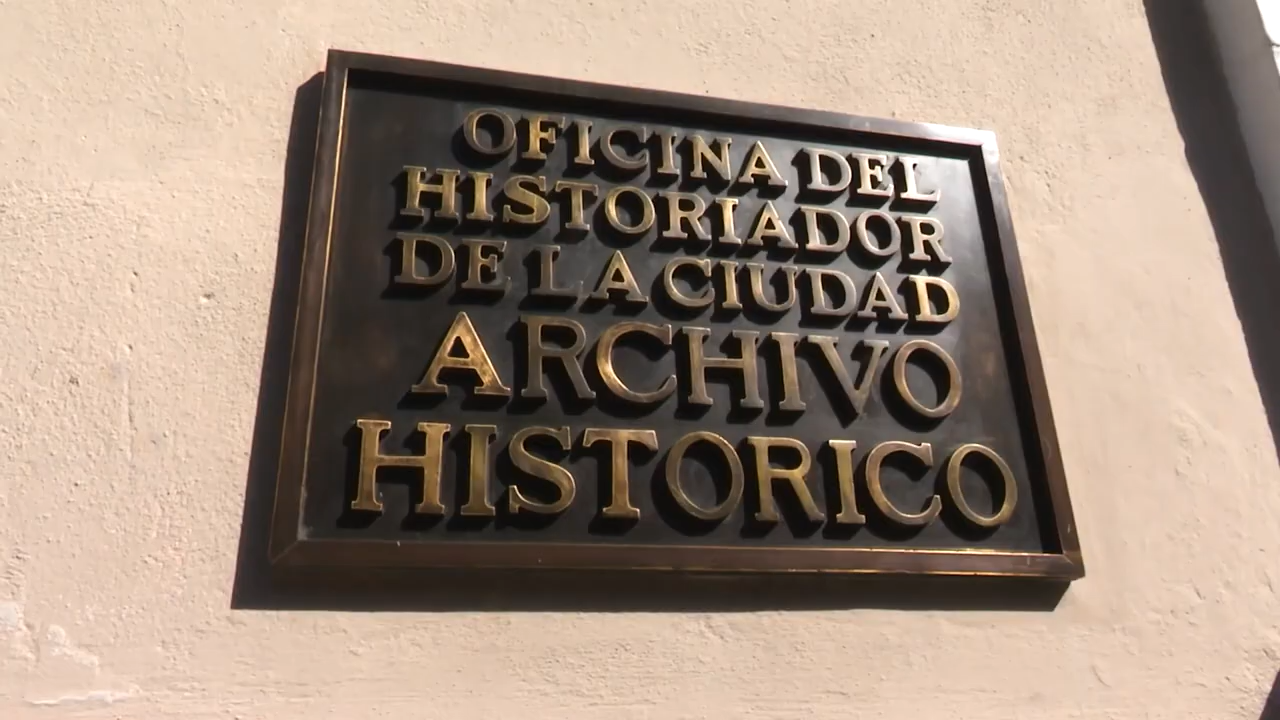 OFICINA DEL
HISTORIADOR
DE LA CIUDAD
ARCHIVO
HISTORICO